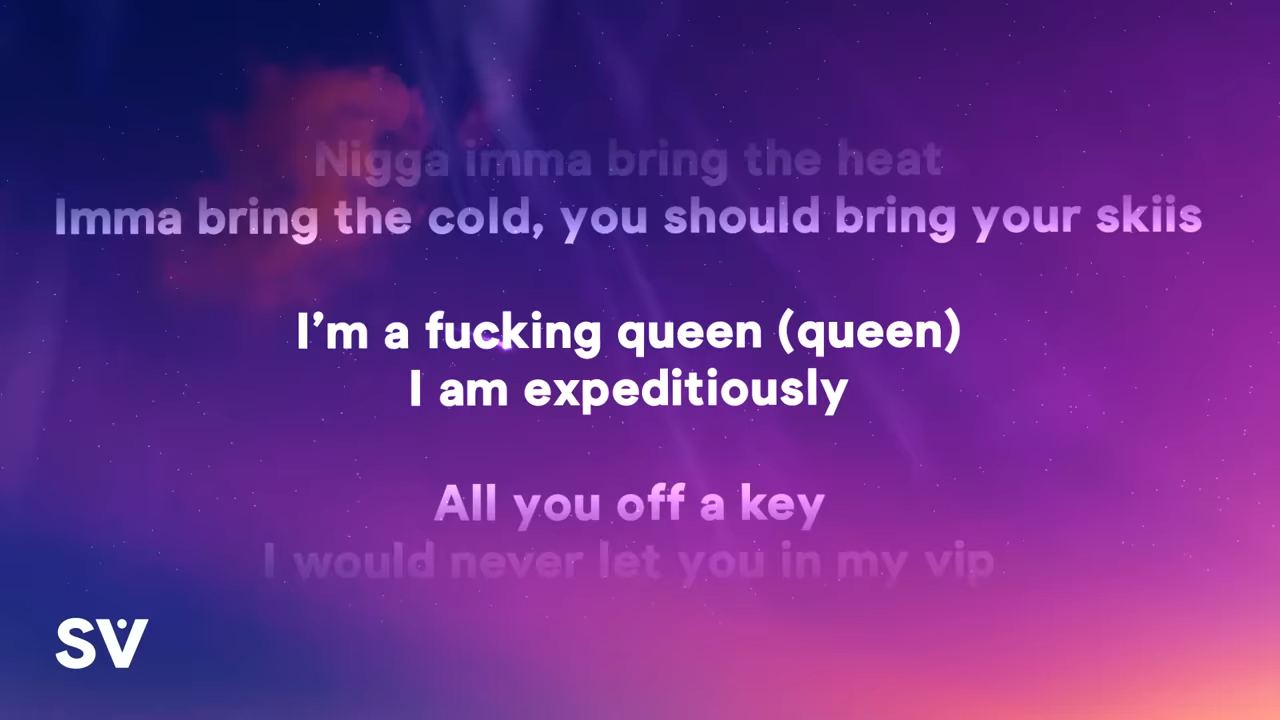 Nigga imma bring the heat
Imma bring the cold, you should bring your skiis
I'm a fucking queen (queen)
I am expeditiously
All you off a key
I would never let you in my vip
SV